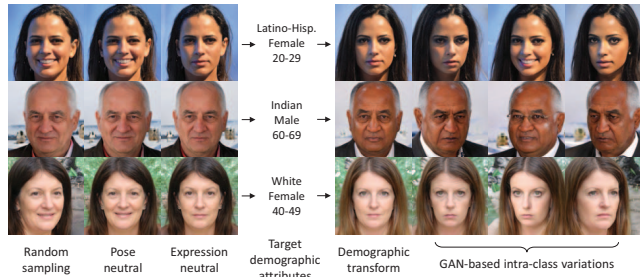 Latino-Hisp.
Female
20-29
Indian
Male
60-69
White
Female
40-49
Random
sampling
Pose
neutral
Expression
neutral
Target
demographic
attributes
Demographic
transform
GAN-based intra-class variations